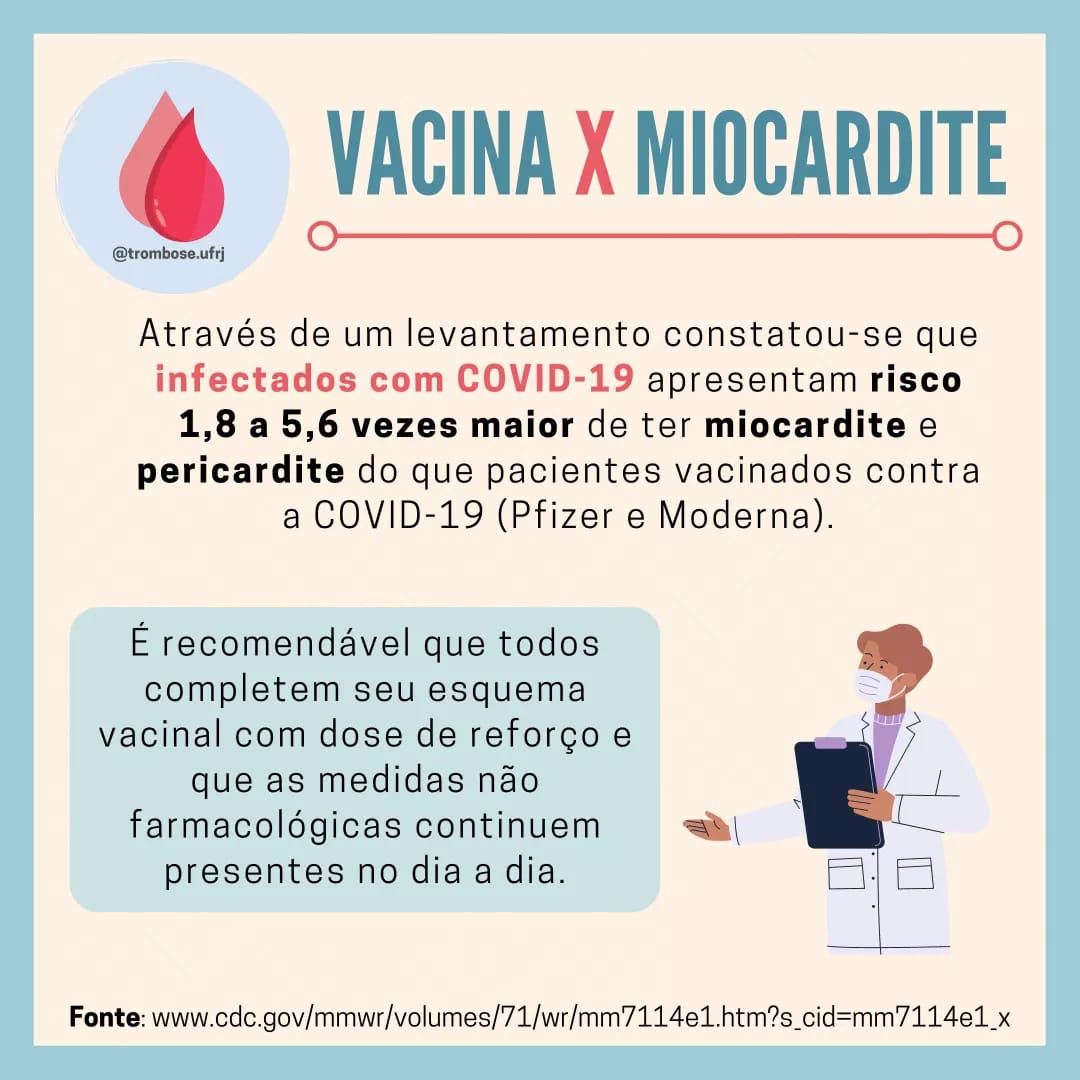 VACINA X MIOCARDITE
@trombose.ufrj
Através de um levantamento constatou-se que
infectados com COVID-19 apresentam risco
1,8 a 5,6 vezes maior de ter miocardite e
pericardite do que pacientes vacinados contra
a COVID-19 (Pfizer e Moderna).
É recomendável que todos
completem seu esquema
vacinal com dose de reforço e
que as medidas não
farmacológicas continuem
presentes no dia a dia.
Fonte: www.cdc.gov/mmwr/volumes/71/wr/mm7114e1.htm?s_cid=mm7114e1_x